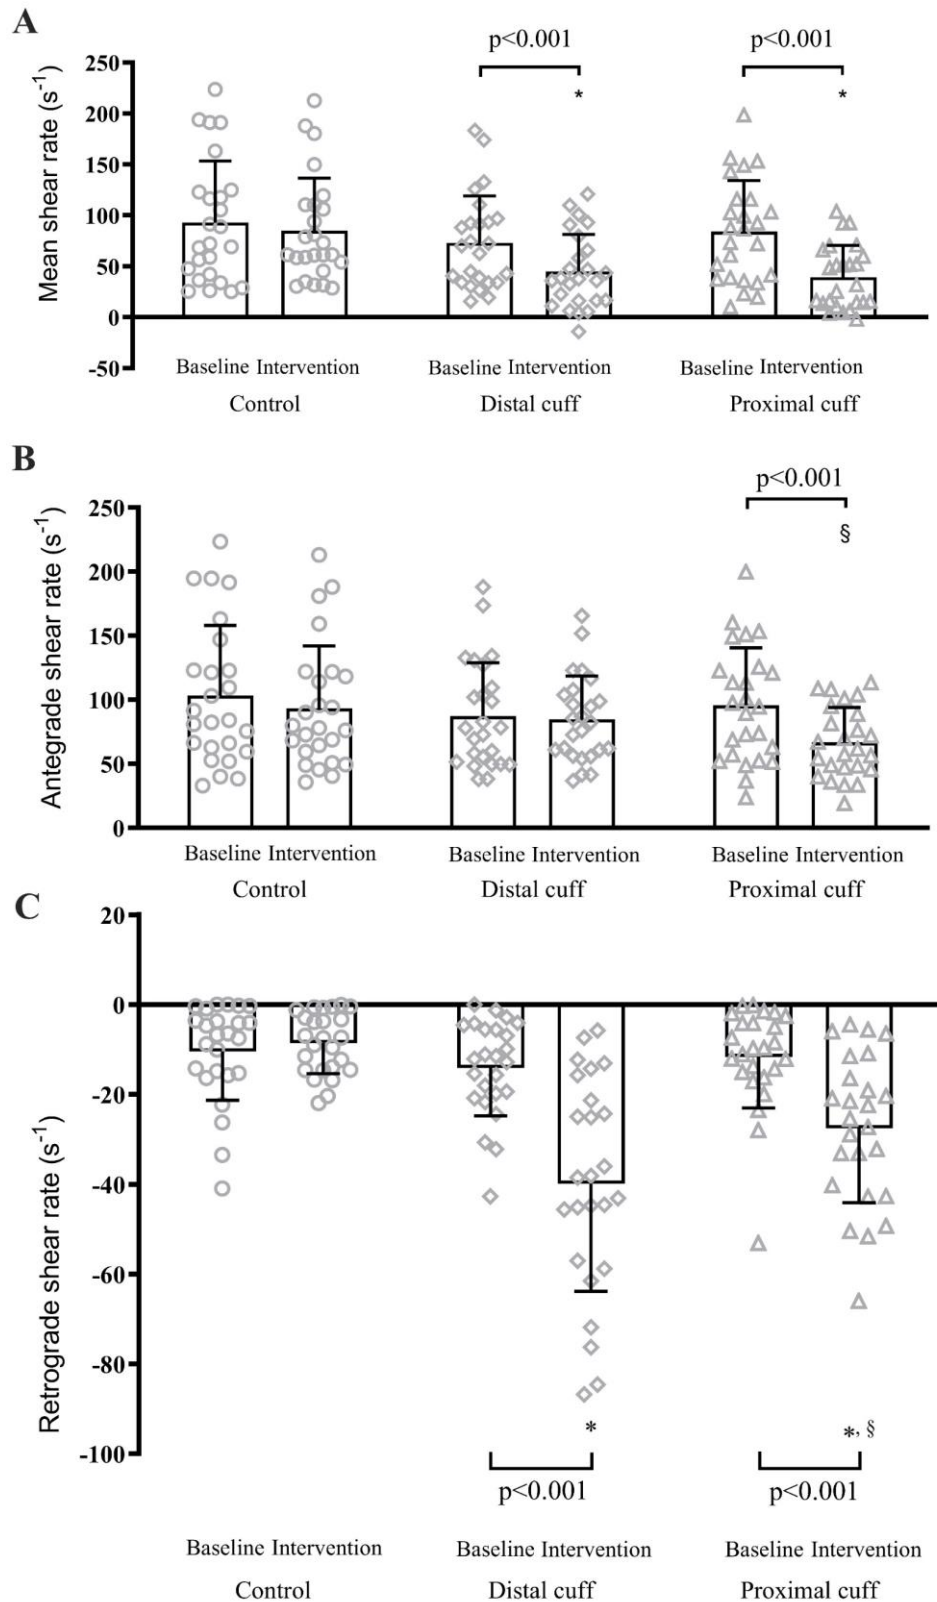 A
p<0.001 p<0.001
Mean shear rate (s-1)
250
200
150
100
50
0
-50
* *
Baseline Intervention Baseline Intervention Baseline Intervention
Control Distal cuff Proximal cuff
B
p<0.001
Antegrade shear rate (s-1)
250
200
150
100
50
0
§
Baseline Intervention Baseline Intervention Baseline Intervention
Control Distal cuff Proximal cuff
C
Retrograde shear rate (s-1)
20
0
-20
-40
-60
-80
-100
* *, §
p<0.001 p<0.001
Baseline Intervention Baseline Intervention Baseline Intervention
Control Distal cuff Proximal cuff